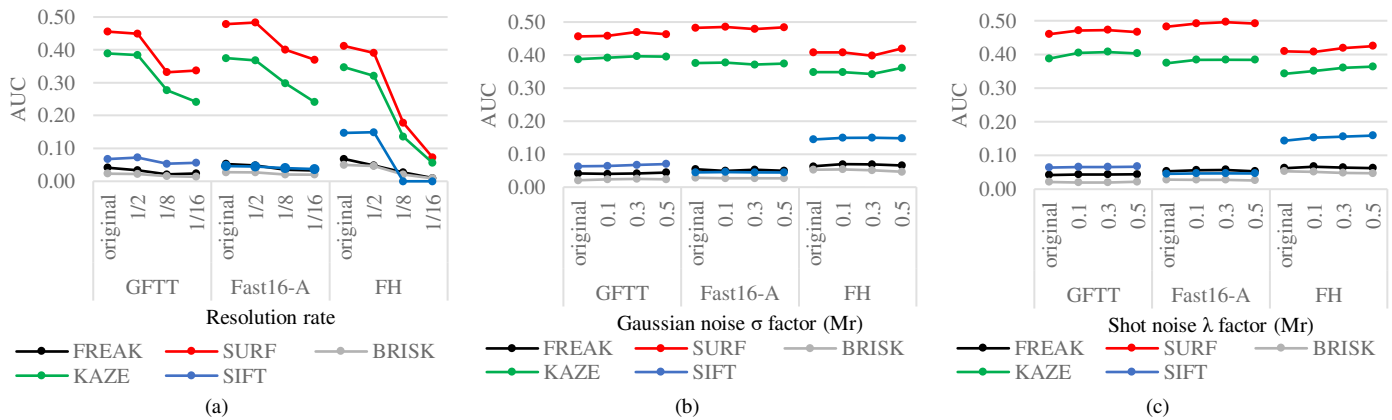 0.50
0.40
0.30
0.20
0.10
0.00
AUC
original
1/2
1/8
1/16
original
1/2
1/8
1/16
original
1/2
1/8
1/16
GFTT
Fast16-A
FH
Resolution rate
FREAK SURF BRISK
KAZE SIFT
(a)
0.50
0.40
0.30
0.20
0.10
0.00
AUC
original
0.1
0.3
0.5
original
0.1
0.3
0.5
original
0.1
0.3
0.5
GFTT
Fast16-A
FH
Gaussian noise σ factor (Mr)
FREAK SURF BRISK
KAZE SIFT
(b)
0.50
0.40
0.30
0.20
0.10
0.00
AUC
original
0.1
0.3
0.5
original
0.1
0.3
0.5
original
0.1
0.3
0.5
GFTT
Fast16-A
FH
Shot noise λ factor (Mr)
FREAK SURF BRISK
KAZE SIFT
(c)